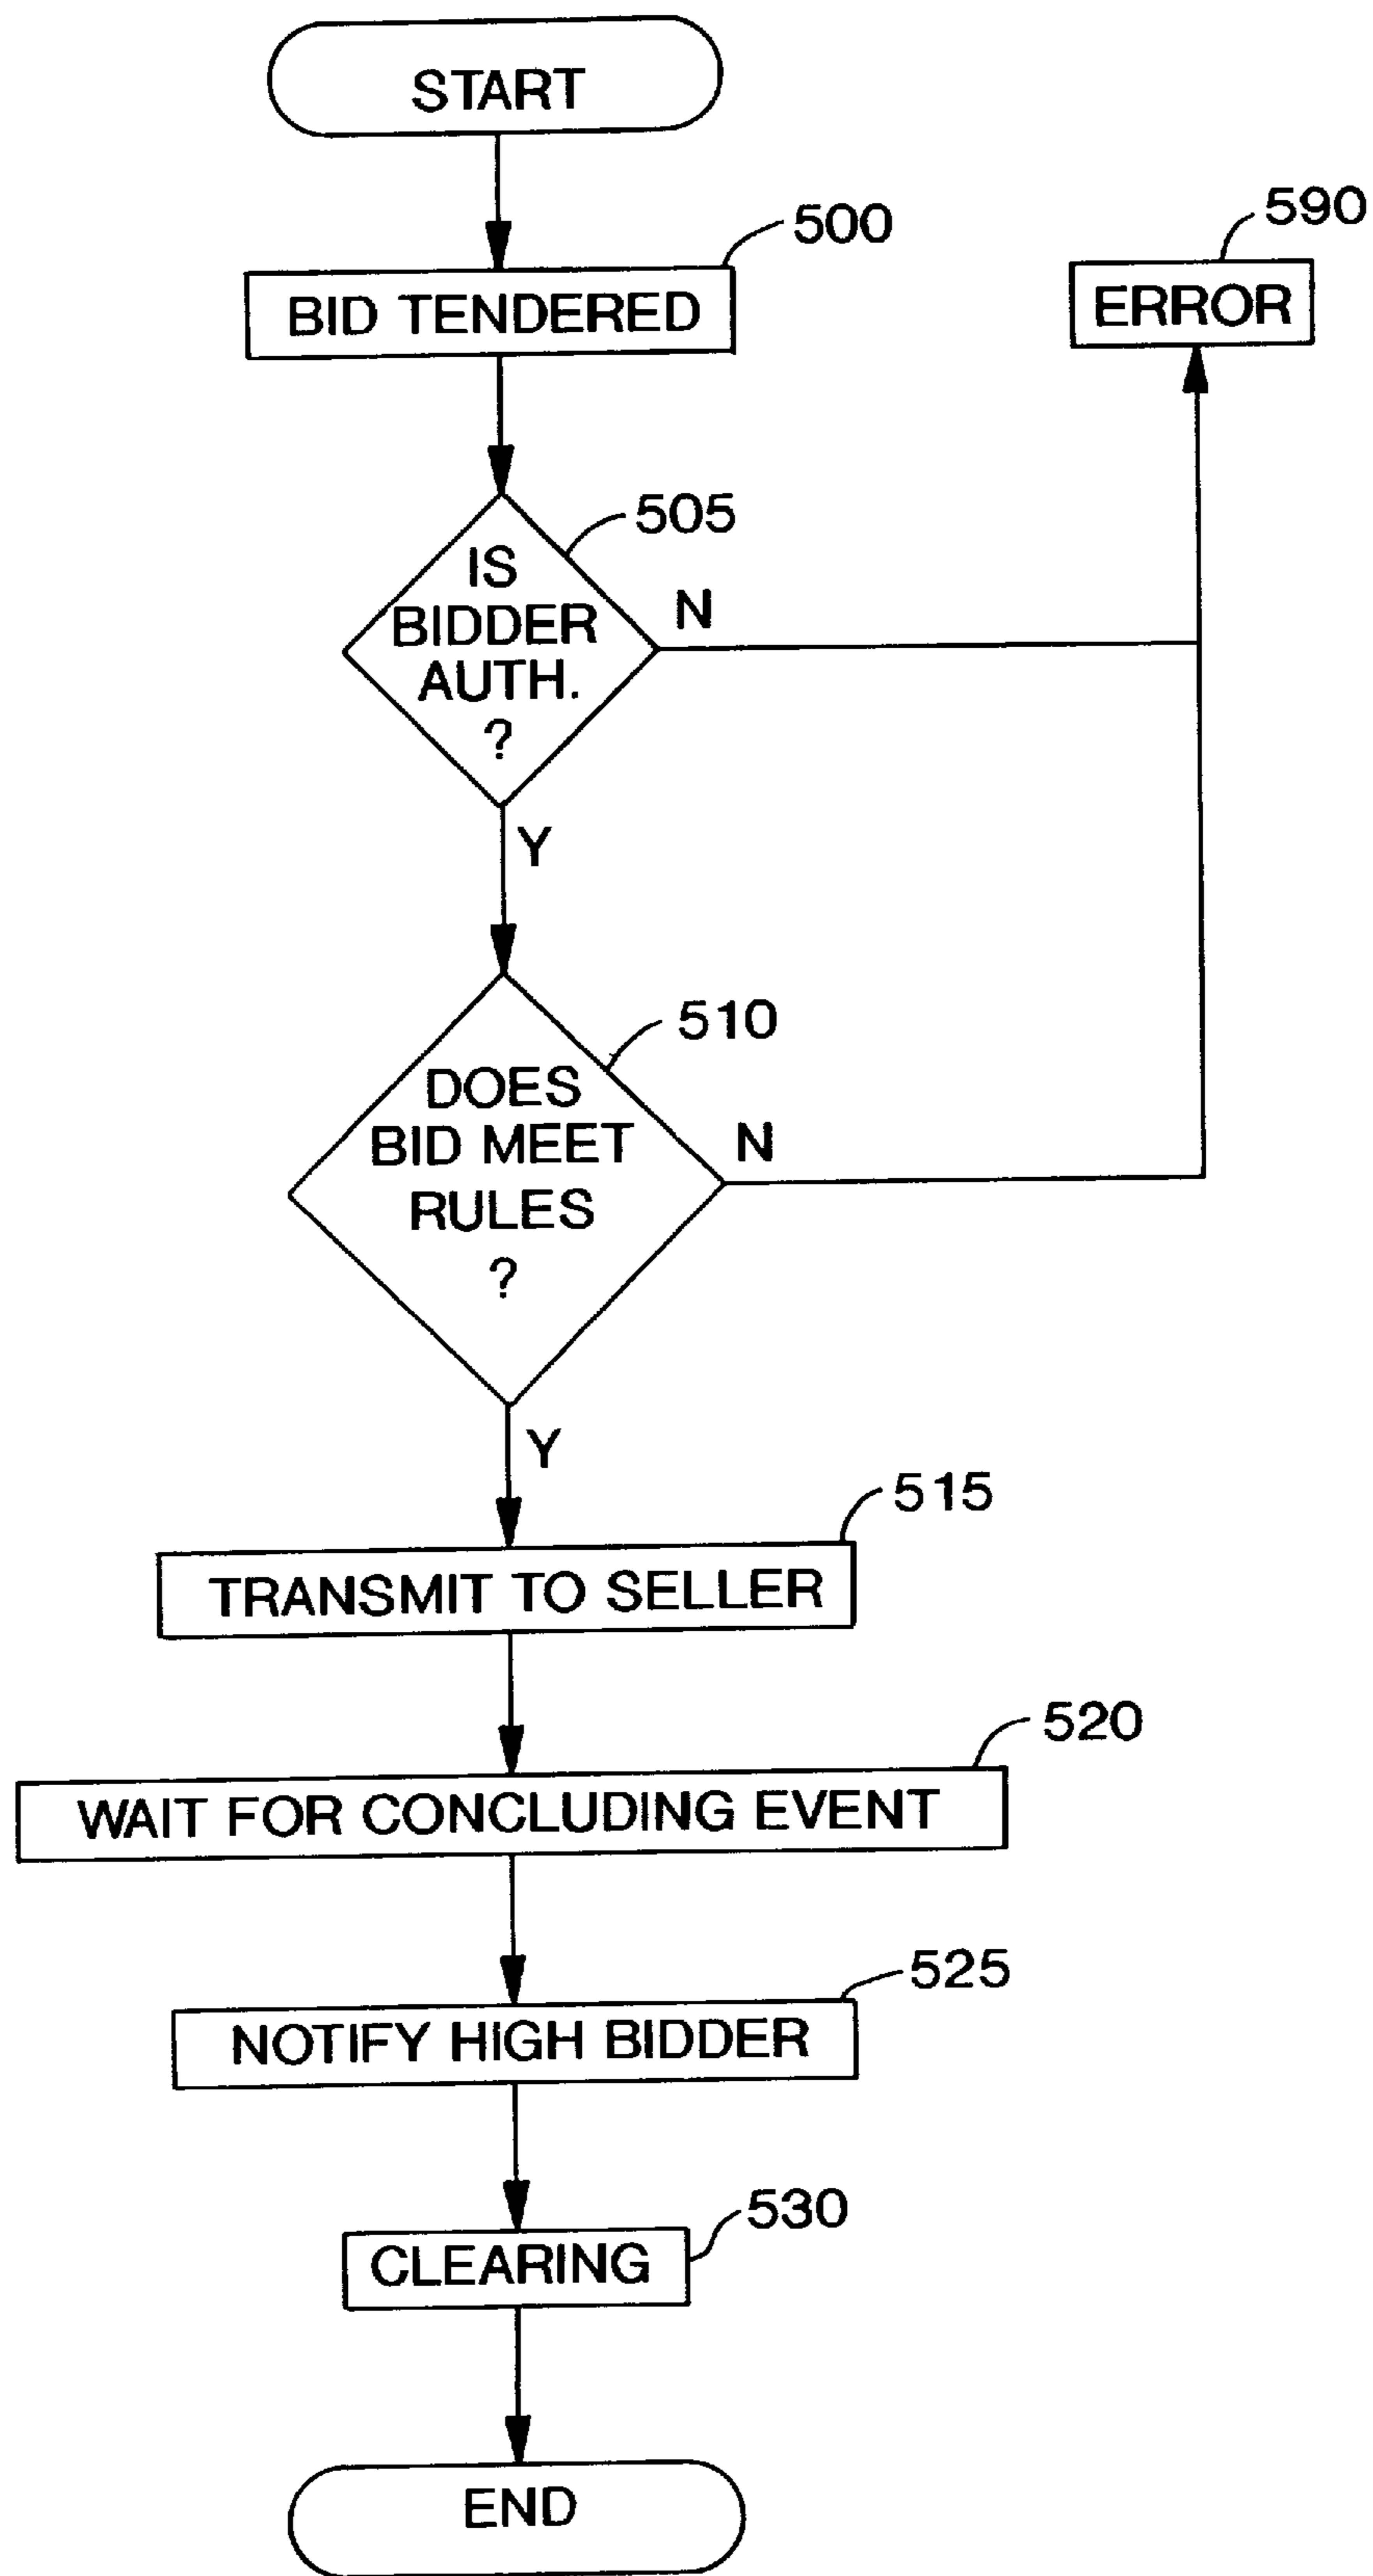 START
500
590
BID TENDERED
ERROR
505
IS
BIDDER
AUTH.
?
N
Y
510
DOES
BID MEET
RULES
?
N
Y
515
TRANSMIT TO SELLER
520
WAIT FOR CONCLUDING EVENT
525
NOTIFY HIGH BIDDER
530
CLEARING
END